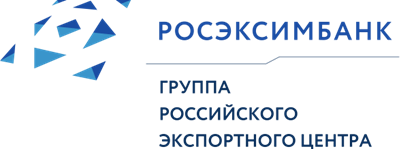 РОСЭКСИМБАНК
ГРУППА
РОССИЙСКОГО
ЭКСПОРТНОГО ЦЕНТРА